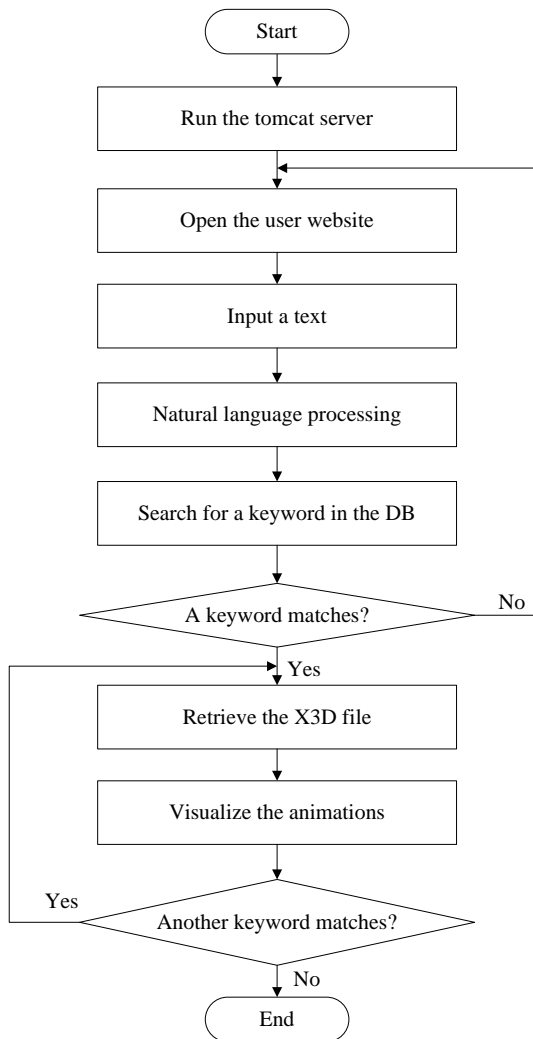 Start
Run the tomcat server
Open the user website
Input a text
Natural language processing
Search for a keyword in the DB
A keyword matches?
No
Yes
Retrieve the X3D file
Visualize the animations
Yes
Another keyword matches?
No
End